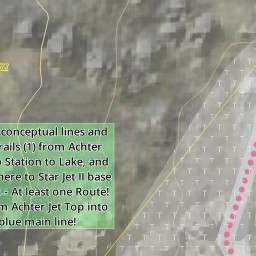 conceptual lines and
rails (1) from Achter
Station to Lake, and
here to Star Jet II base
- At least one Route!
m Achter Jet Top into
blue main line!